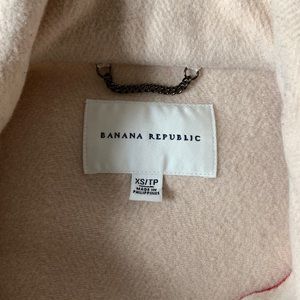 BANANA REPUBLIC
XS/TP
MADE IN
PHILIPPINES